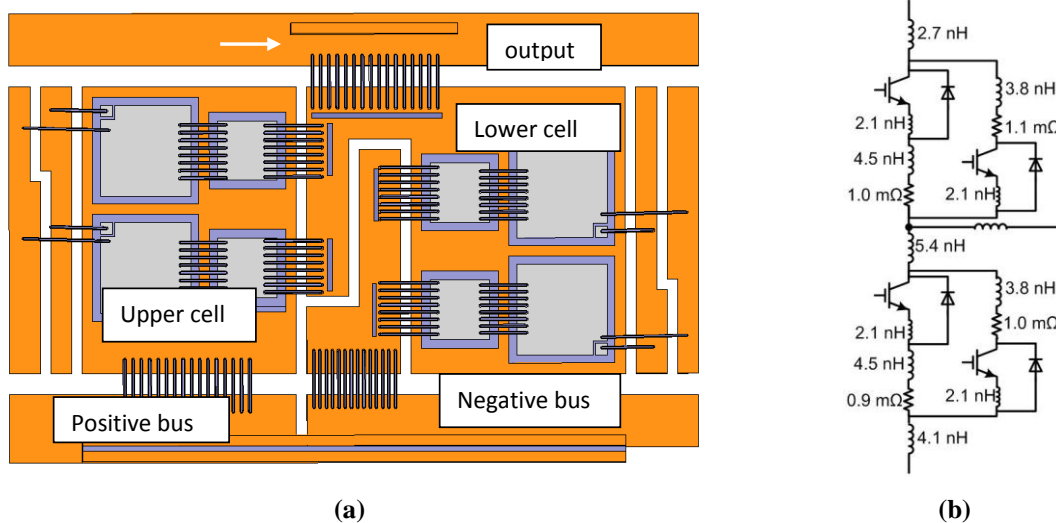 output
Lower cell
Upper cell
Positive bus
Negative bus
(a)
2.7 nH
3.8 nH
2.1 nH
1.1 mΩ
4.5 nH
1.0 mΩ
2.1 nH
5.4 nH
3.8 nH
1.0 mΩ
2.1 nH
4.5 nH
2.1 nH
0.9 mΩ
4.1 nH
(b)